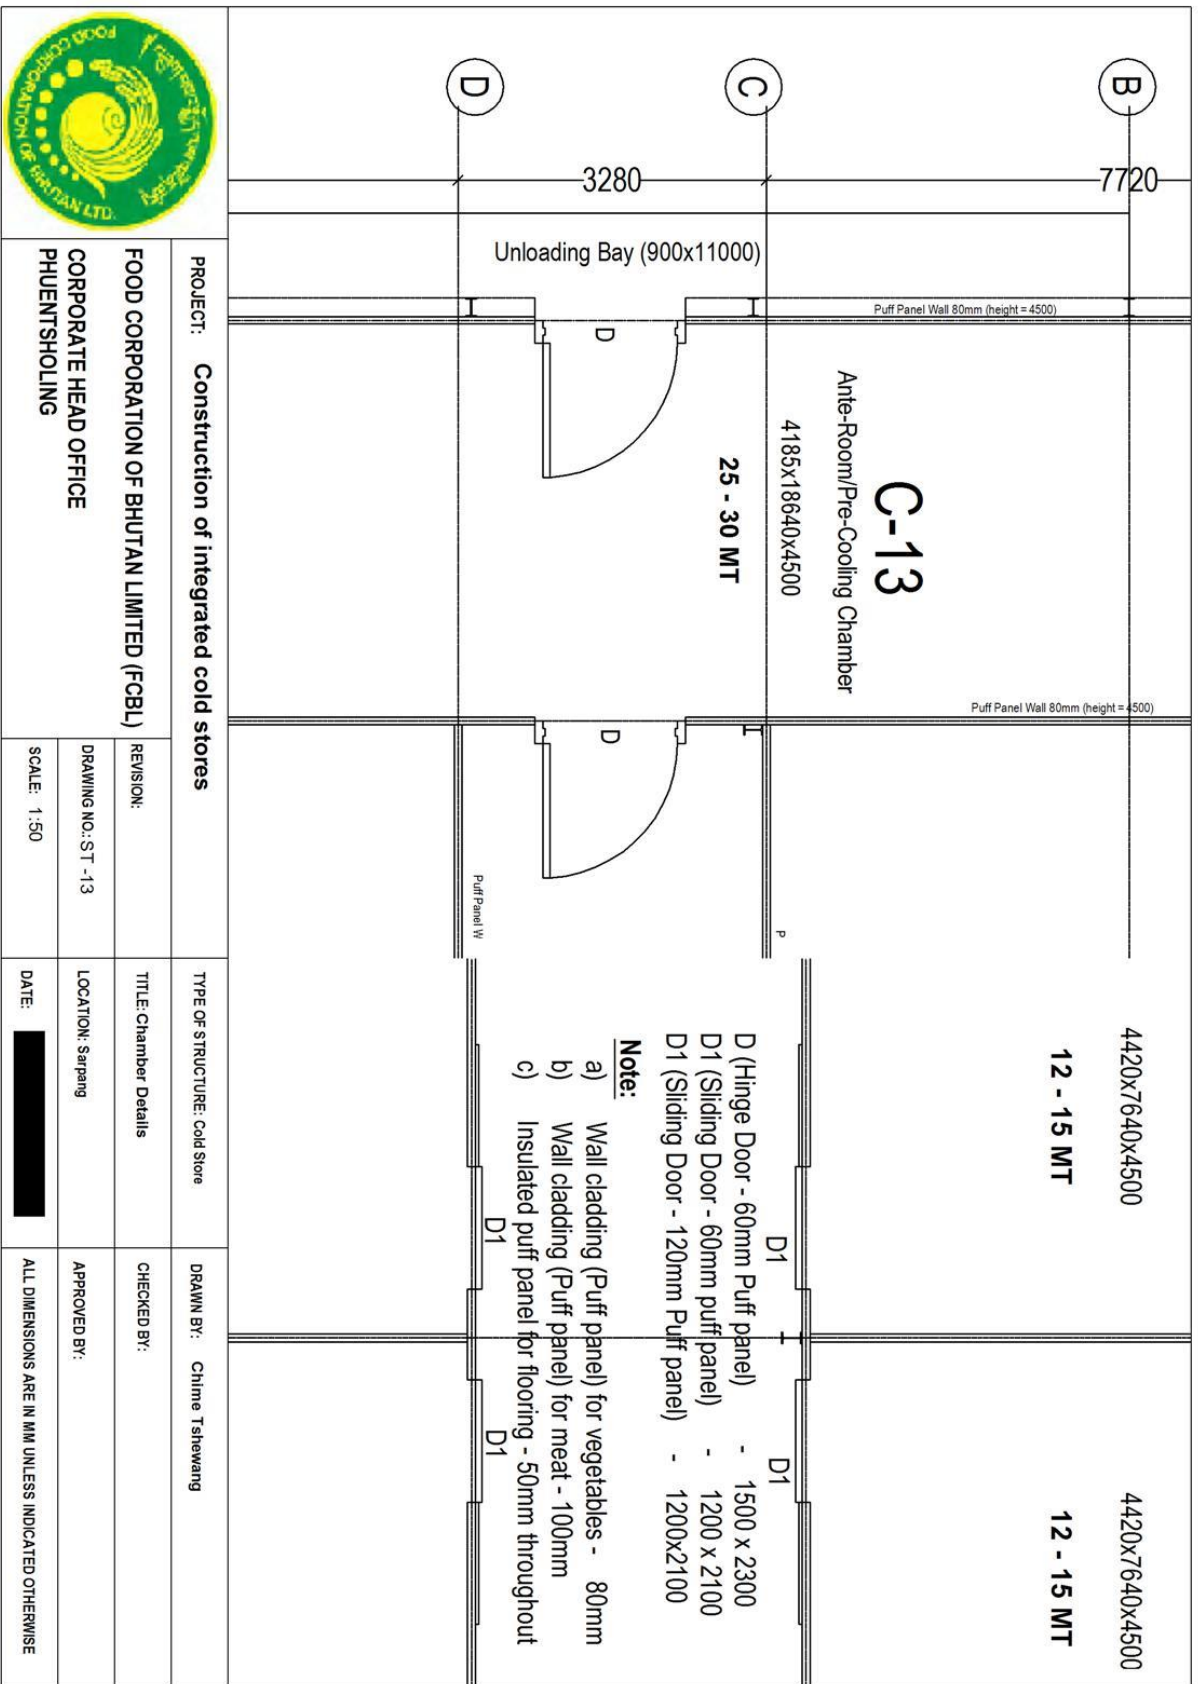 B
C
D
7720
3280
Unloading Bay (900x11000)
Puff Panel Wall 80mm (height = 4500)
C-13
Ante-Room/Pre-Cooling Chamber
4185x18640x4500
25 - 30 MT
D
Puff Panel Wall 80mm (height = 4500)
D
P
Puff Panel W
4420x7640x4500
12 - 15 MT
4420x7640x4500
12 - 15 MT
D1
D1
D (Hinge Door - 60mm Puff panel) - 1500 x 2300
D1 (Sliding Door - 60mm puff panel) - 1200 x 2100
D1 (Sliding Door - 120mm Puff panel) - 1200x2100
Note:
a) Wall cladding (Puff panel) for vegetables - 80mm
b) Wall cladding (Puff panel) for meat - 100mm
c) Insulated puff panel for flooring - 50mm throughout
D1
D1
FOOD CORPORATION OF BHUTAN LTD.
PROJECT: Construction of integrated cold stores
FOOD CORPORATION OF BHUTAN LIMITED (FCBL)
CORPORATE HEAD OFFICE
PHUENTSHOLING
REVISION:
DRAWING NO.: ST -13
SCALE: 1:50
TYPE OF STRUCTURE: Cold Store
TITLE: Chamber Details
LOCATION: Sarpang
DATE:
DRAWN BY: Chime Tshewang
CHECKED BY:
APPROVED BY:
ALL DIMENSIONS ARE IN MM UNLESS INDICATED OTHERWISE